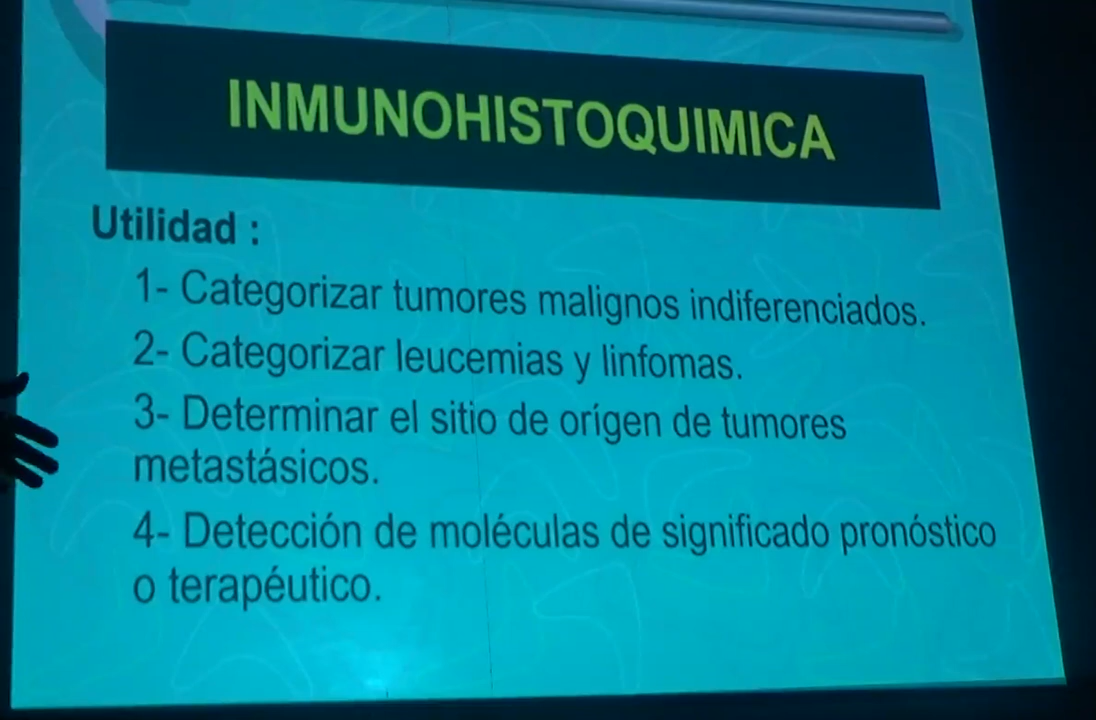 INMUNOHISTOQUIMICA
Utilidad :
1- Categorizar tumores malignos indiferenciados.
2- Categorizar leucemias y linfomas.
3- Determinar el sitio de orígen de tumores
metastásicos.
4- Detección de moléculas de significado pronóstico
o terapéutico.